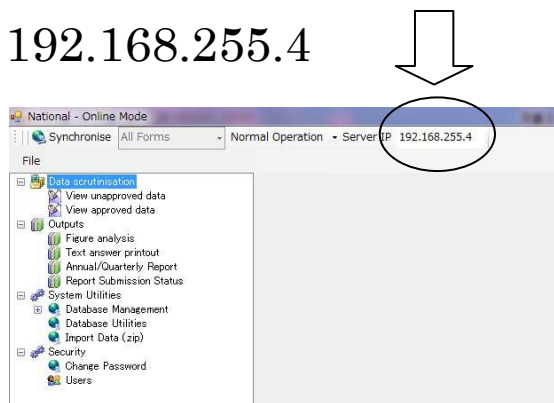 192.168.255.4
National - Online Mode
Synchronise All Forms Normal Operation Server IP 192.168.255.4
File
Data scrutinisation
View unapproved data
View approved data
Outputs
Figure analysis
Text answer printout
Annual/Quarterly Report
Report Submission Status
System Utilities
Database Management
Database Utilities
Import Data (zip)
Security
Change Password
Users